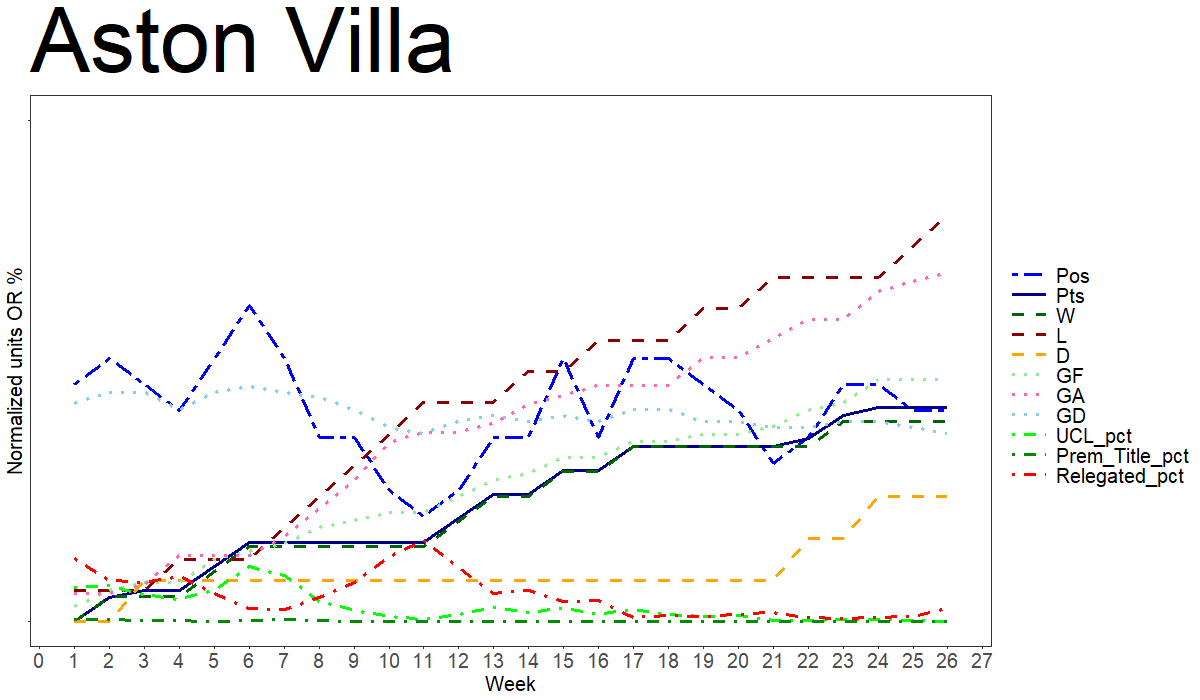 Aston Villa
Normalized units OR %
Pos
Pts
W
L
D
GF
GA
GD
UCL_pct
Prem_Title_pct
Relegated_pct
0 1 2 3 4 5 6 7 8 9 10 11 12 13 14 15 16 17 18 19 20 21 22 23 24 25 26 27
Week